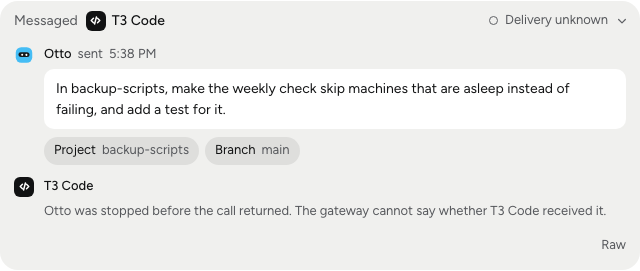 Messaged T3 Code Delivery unknown
Otto sent 5:38 PM
In backup-scripts, make the weekly check skip machines that are asleep instead of
failing, and add a test for it.
Project backup-scripts Branch main
T3 Code
Otto was stopped before the call returned. The gateway cannot say whether T3 Code received it.
Raw